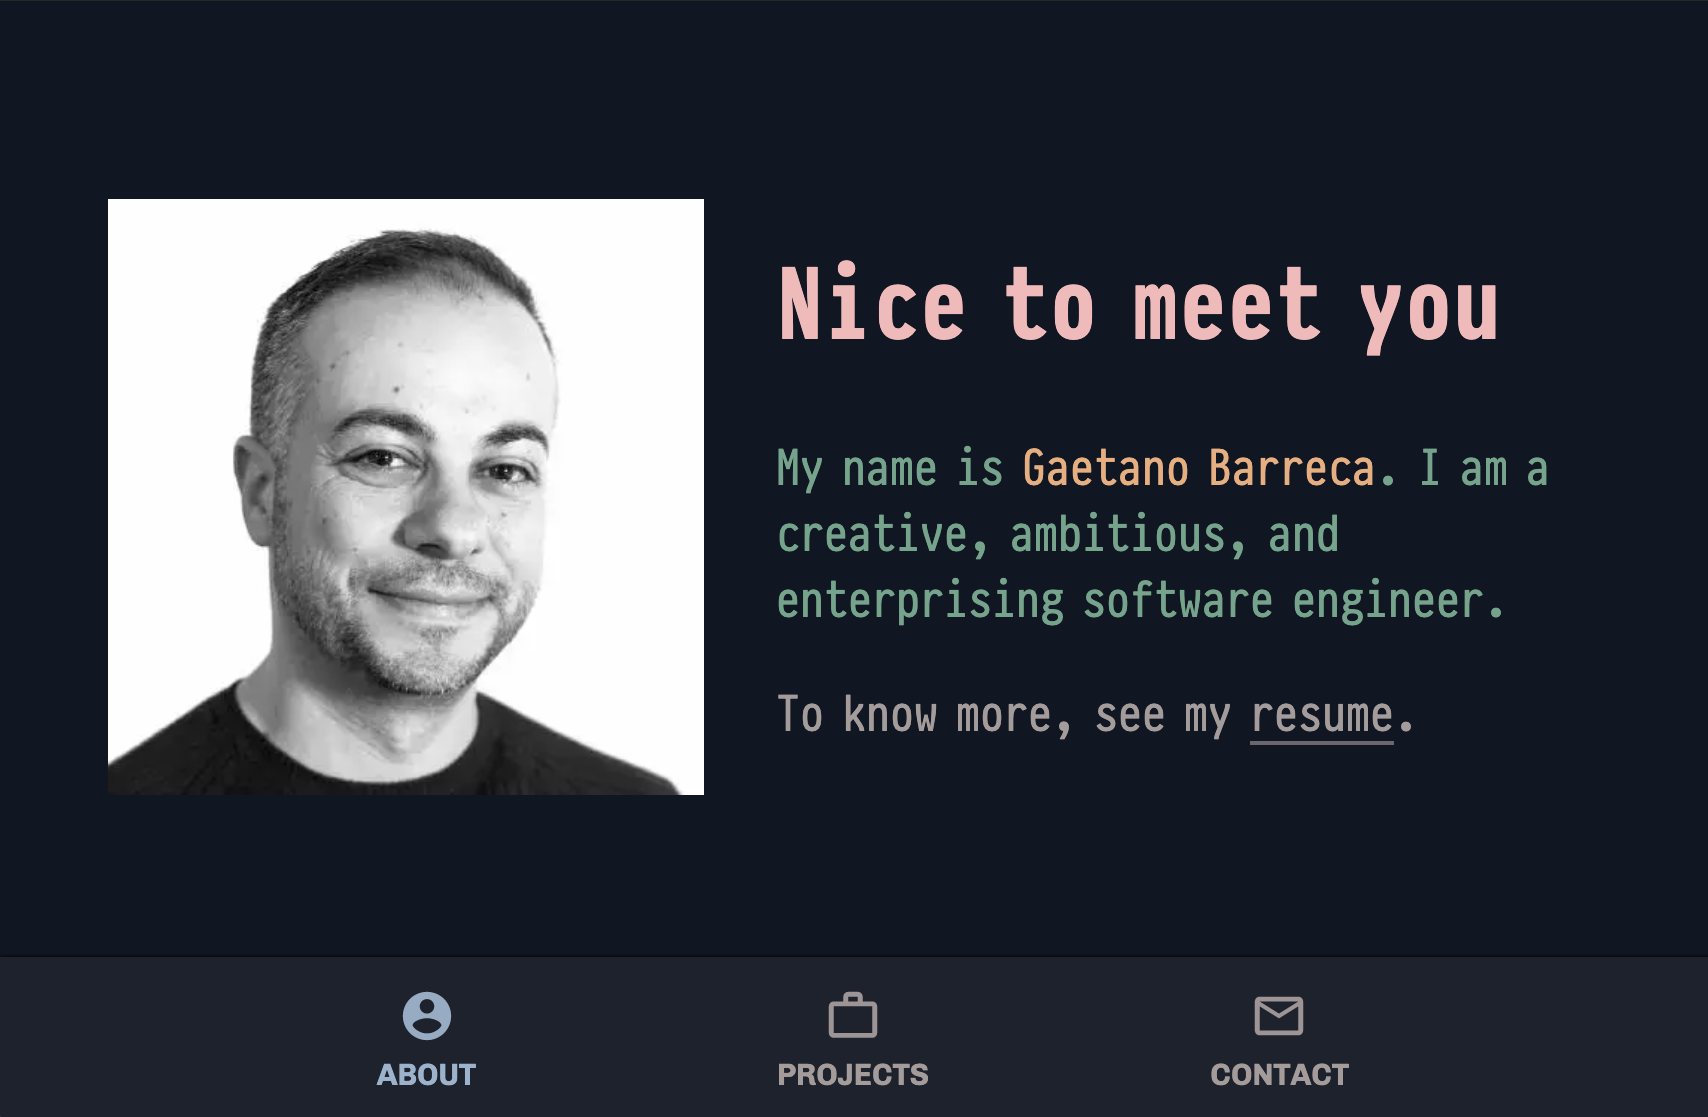 Nice to meet you
My name is Gaetano Barreca. I am a
creative, ambitious, and
enterprising software engineer.
To know more, see my resume.
ABOUT
PROJECTS
CONTACT